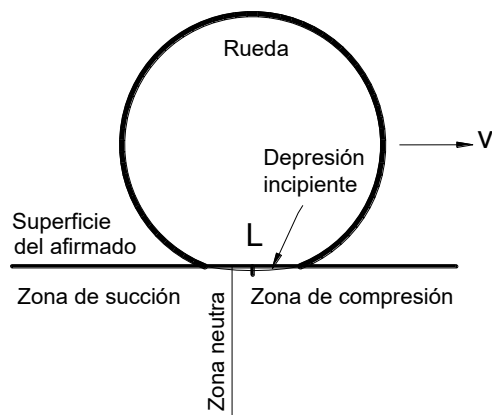 Rueda
V
Depresión
incipiente
Superficie
del afirmado
L
Zona de succión
Zona de compresión
Zona neutra